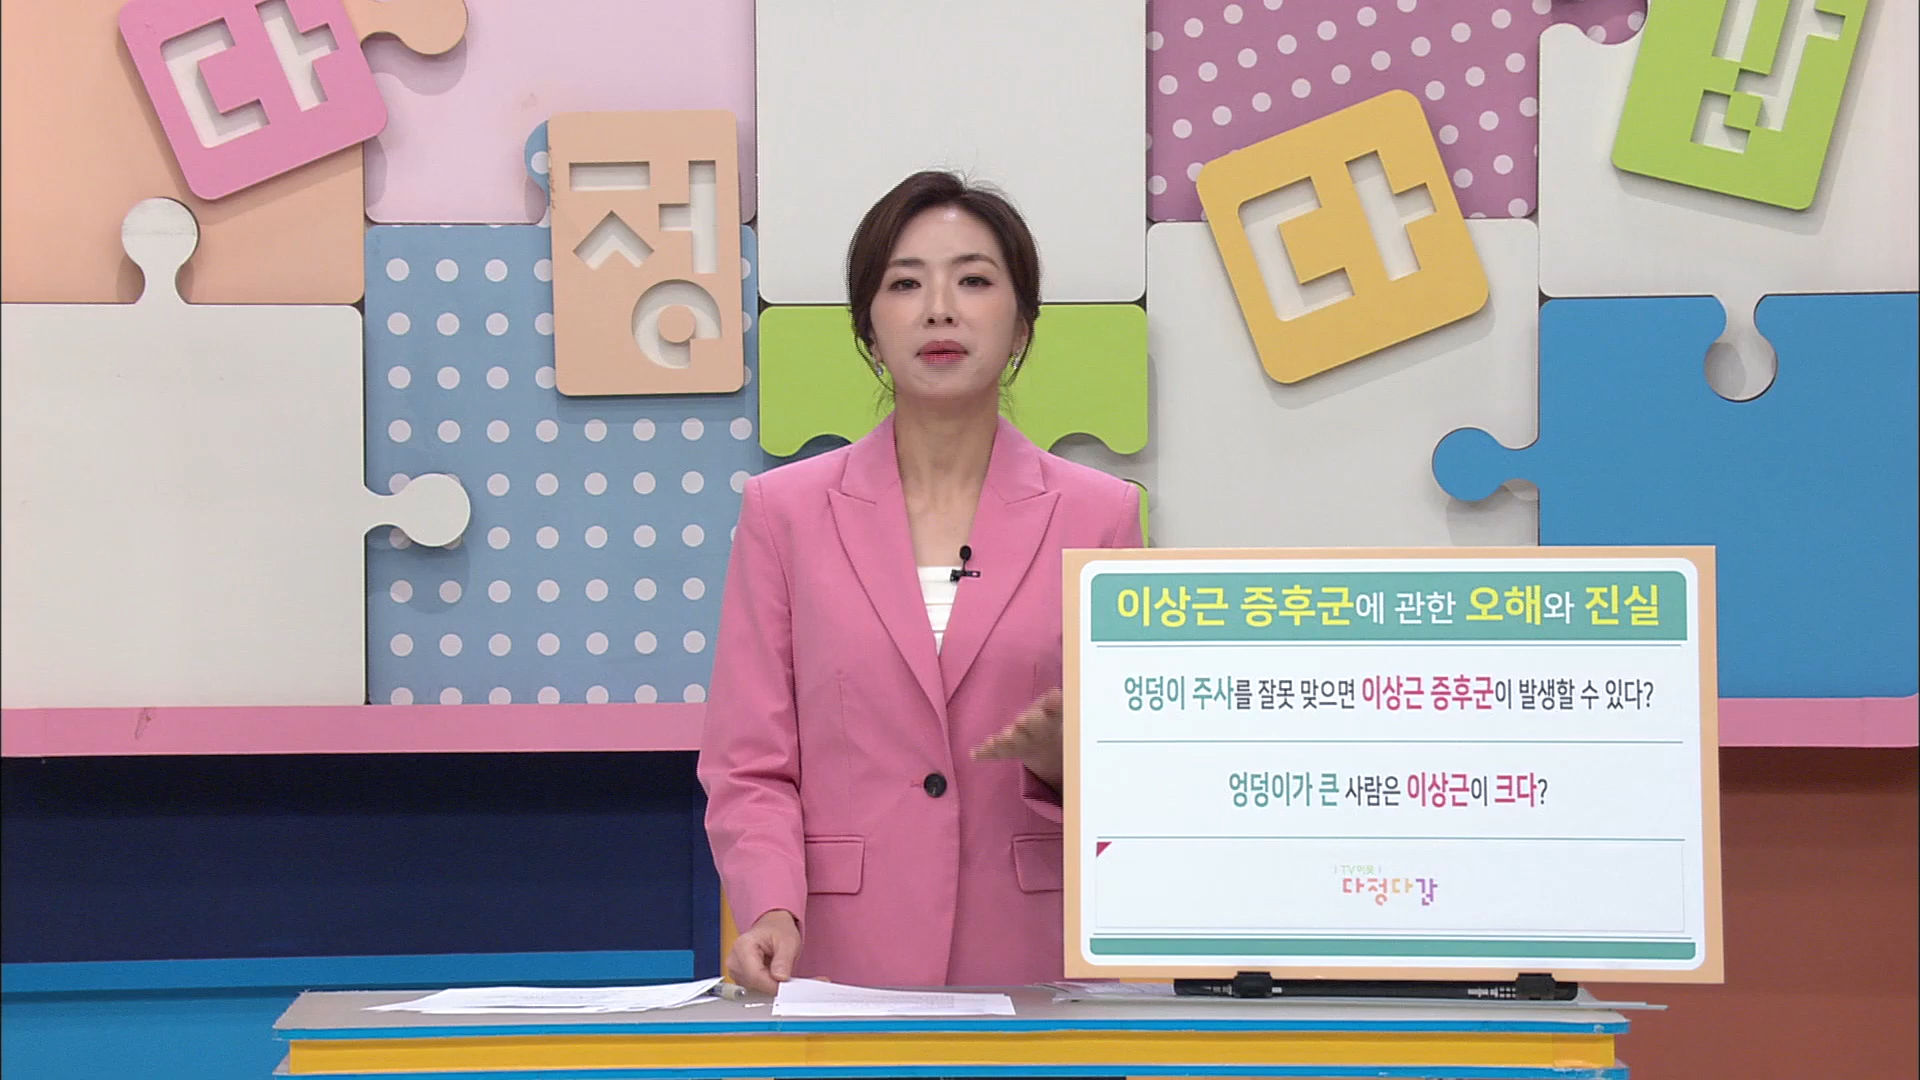 다
정
다
감
이상근 증후군에 관한 오해와 진실
엉덩이 주사를 잘못 맞으면 이상근 증후군이 발생할 수 있다?
엉덩이가 큰 사람은 이상근이 크다?
TV이웃
다정다감